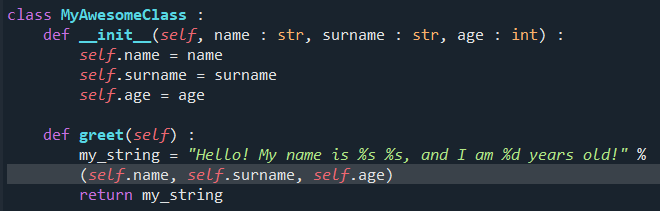 class MyAwesomeClass :
    def __init__(self, name : str, surname : str, age : int) :
        self.name = name
        self.surname = surname
        self.age = age

    def greet(self) :
        my_string = "Hello! My name is %s %s, and I am %d years old!" %
        (self.name, self.surname, self.age)
        return my_string